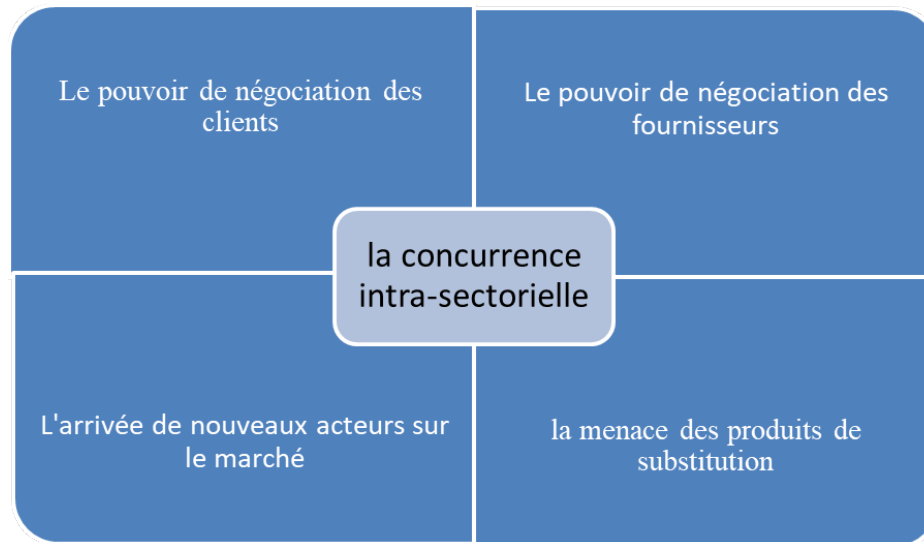 Le pouvoir de négociation des
clients
Le pouvoir de négociation des
fournisseurs
la concurrence
intra-sectorielle
L'arrivée de nouveaux acteurs sur
le marché
la menace des produits de
substitution